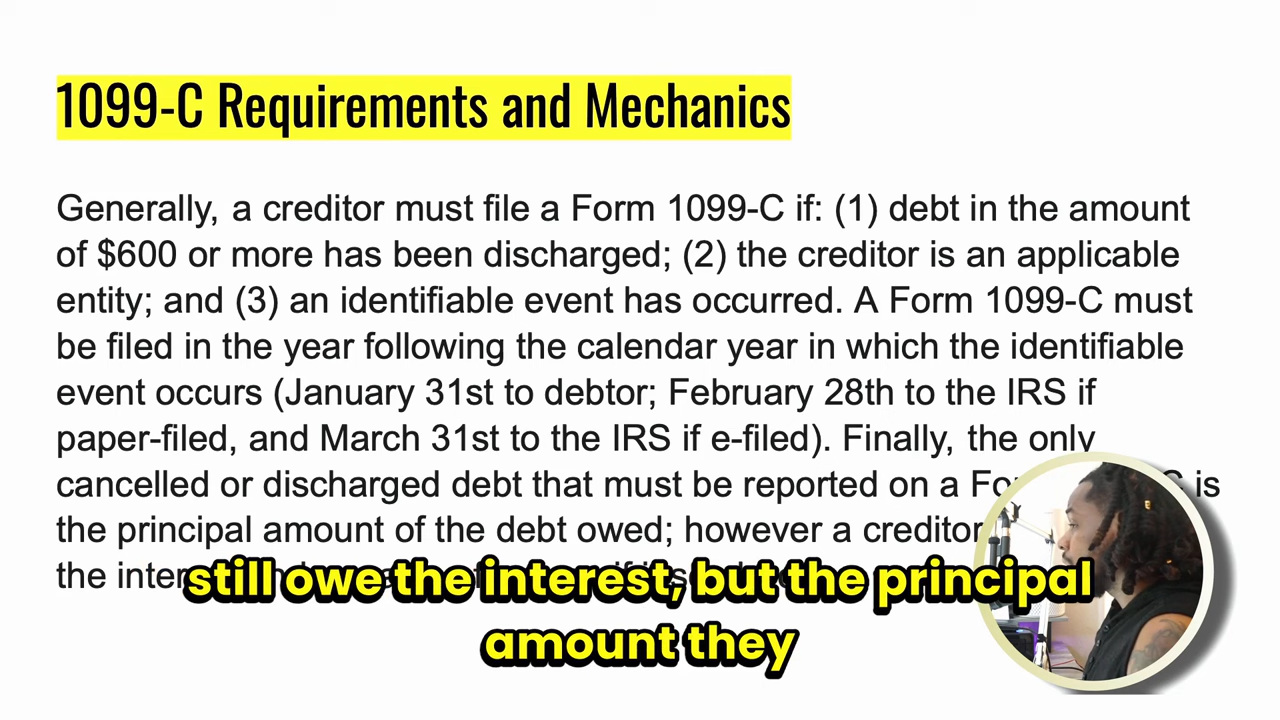 1099-C Requirements and Mechanics
Generally, a creditor must file a Form 1099-C if: (1) debt in the amount
of $600 or more has been discharged; (2) the creditor is an applicable
entity; and (3) an identifiable event has occurred. A Form 1099-C must
be filed in the year following the calendar year in which the identifiable
event occurs (January 31st to debtor; February 28th to the IRS if
paper-filed, and March 31st to the IRS if e-filed). Finally, the only
cancelled or discharged debt that must be reported on a C is
the principal amount of the debt owed; however a creditor
the
still owe the interest, but the principal
amount they